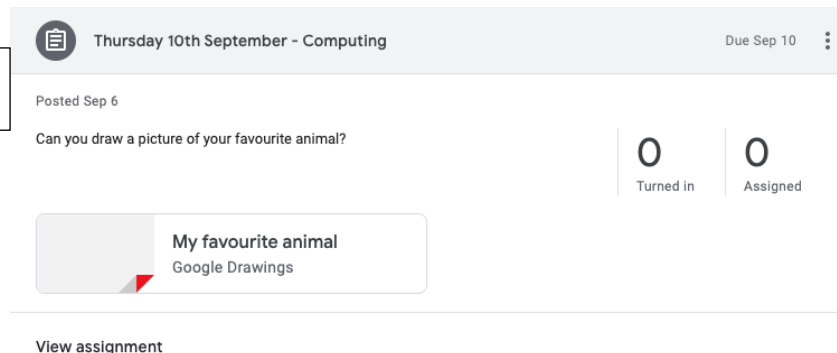 Thursday 10th September - Computing
Due Sep 10
Posted Sep 6
Can you draw a picture of your favourite animal?
0
Turned in
0
Assigned
My favourite animal
Google Drawings
View assignment